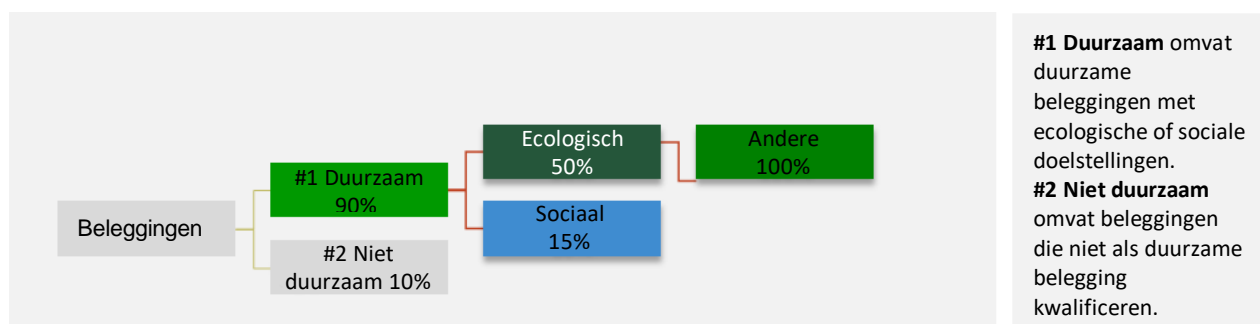 Beleggingen
#1 Duurzaam
90%
#2 Niet
duurzaam 10%
Ecologisch
50%
Sociaal
15%
Andere
100%
#1 Duurzaam omvat
duurzame
beleggingen met
ecologische of sociale
doelstellingen.
#2 Niet duurzaam
omvat beleggingen
die niet als duurzame
belegging
kwalificeren.